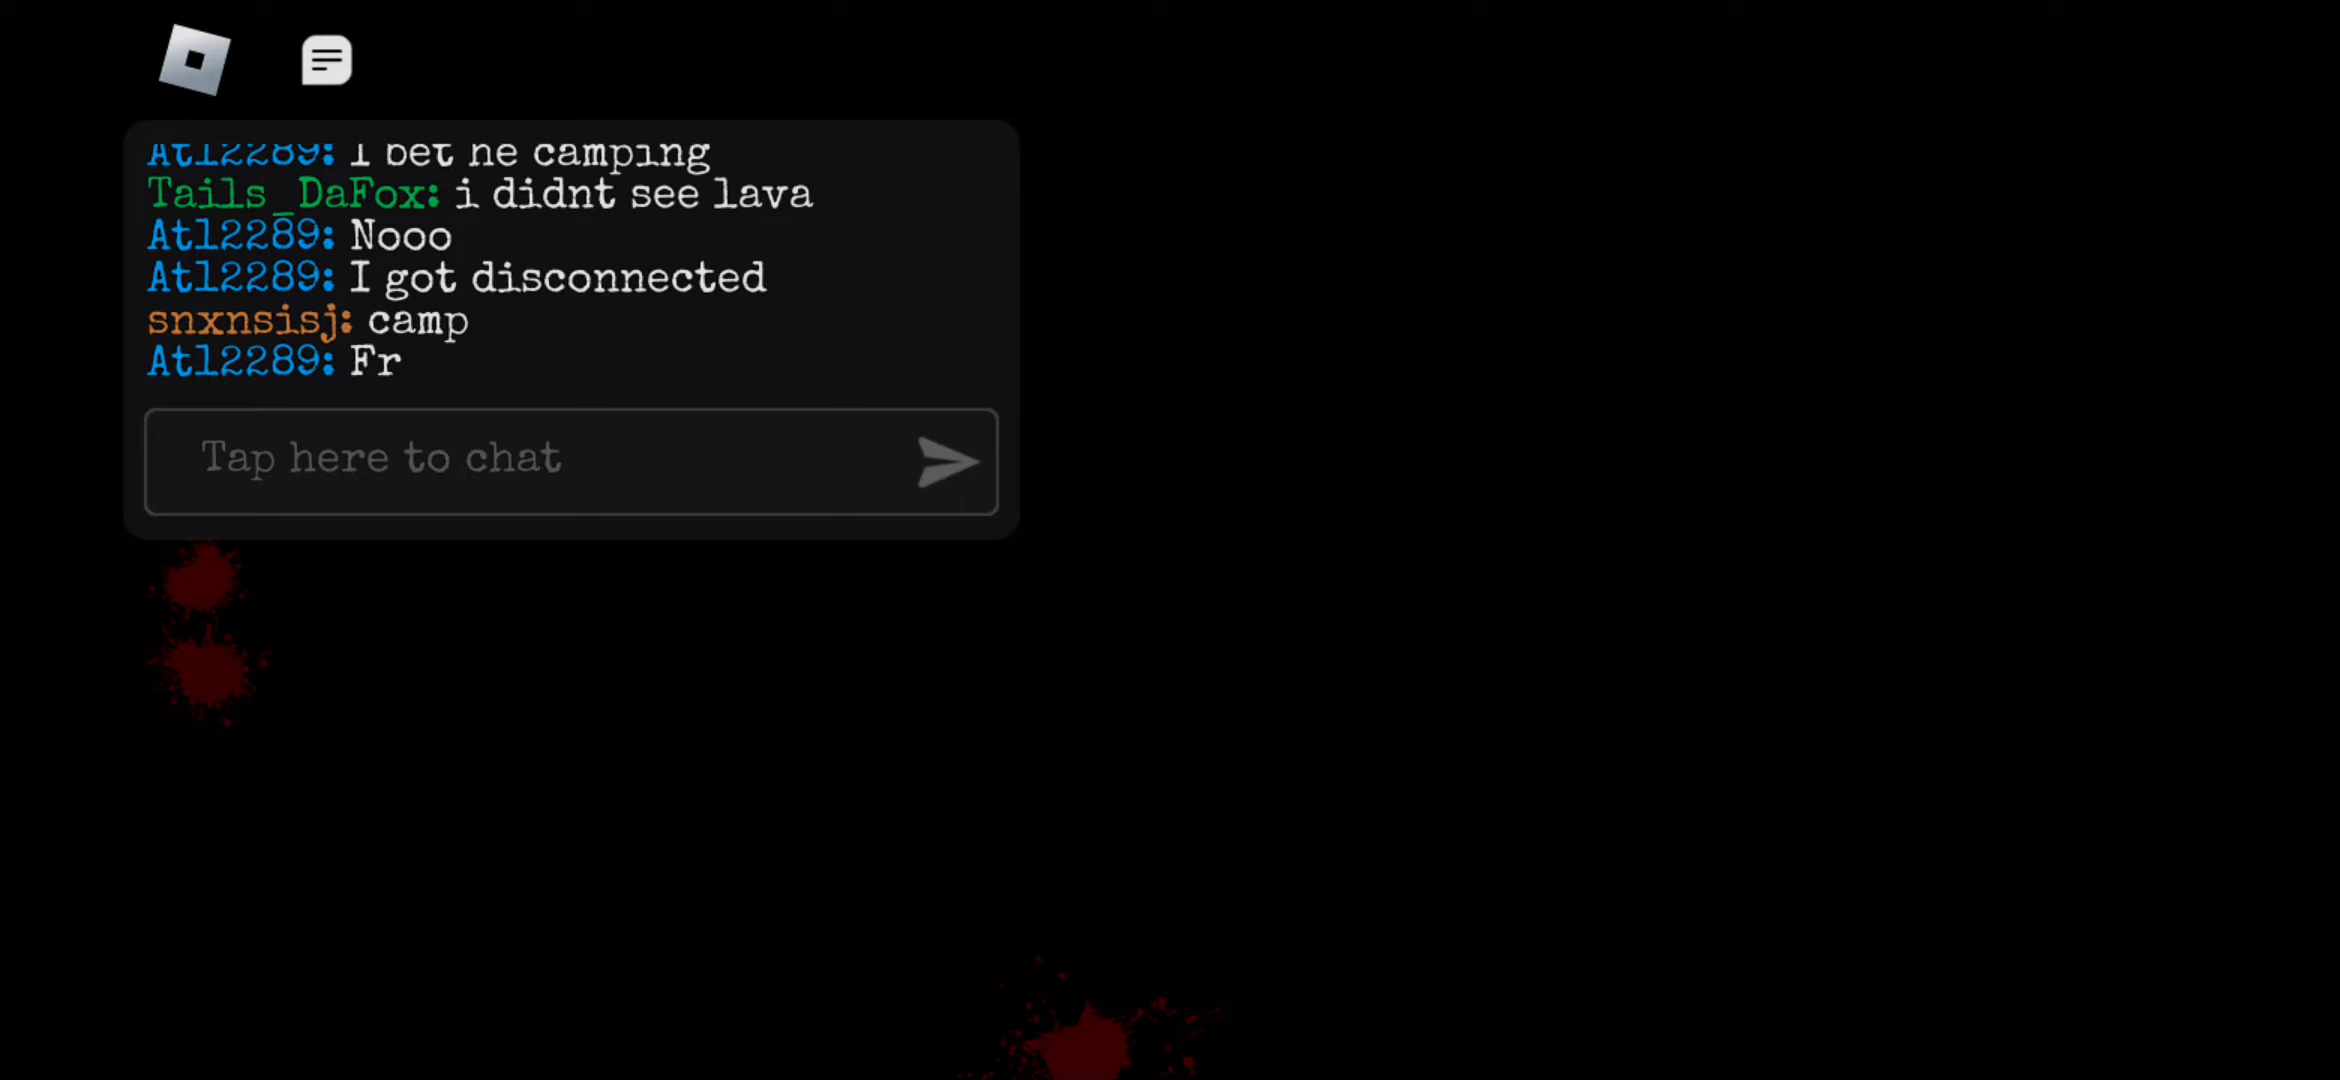 Atl2289: I bet he camping
Tails_DaFox: i didnt see lava
Atl2289: Nooo
Atl2289: I got disconnected
snxnsisj: camp
Atl2289: Fr
Tap here to chat